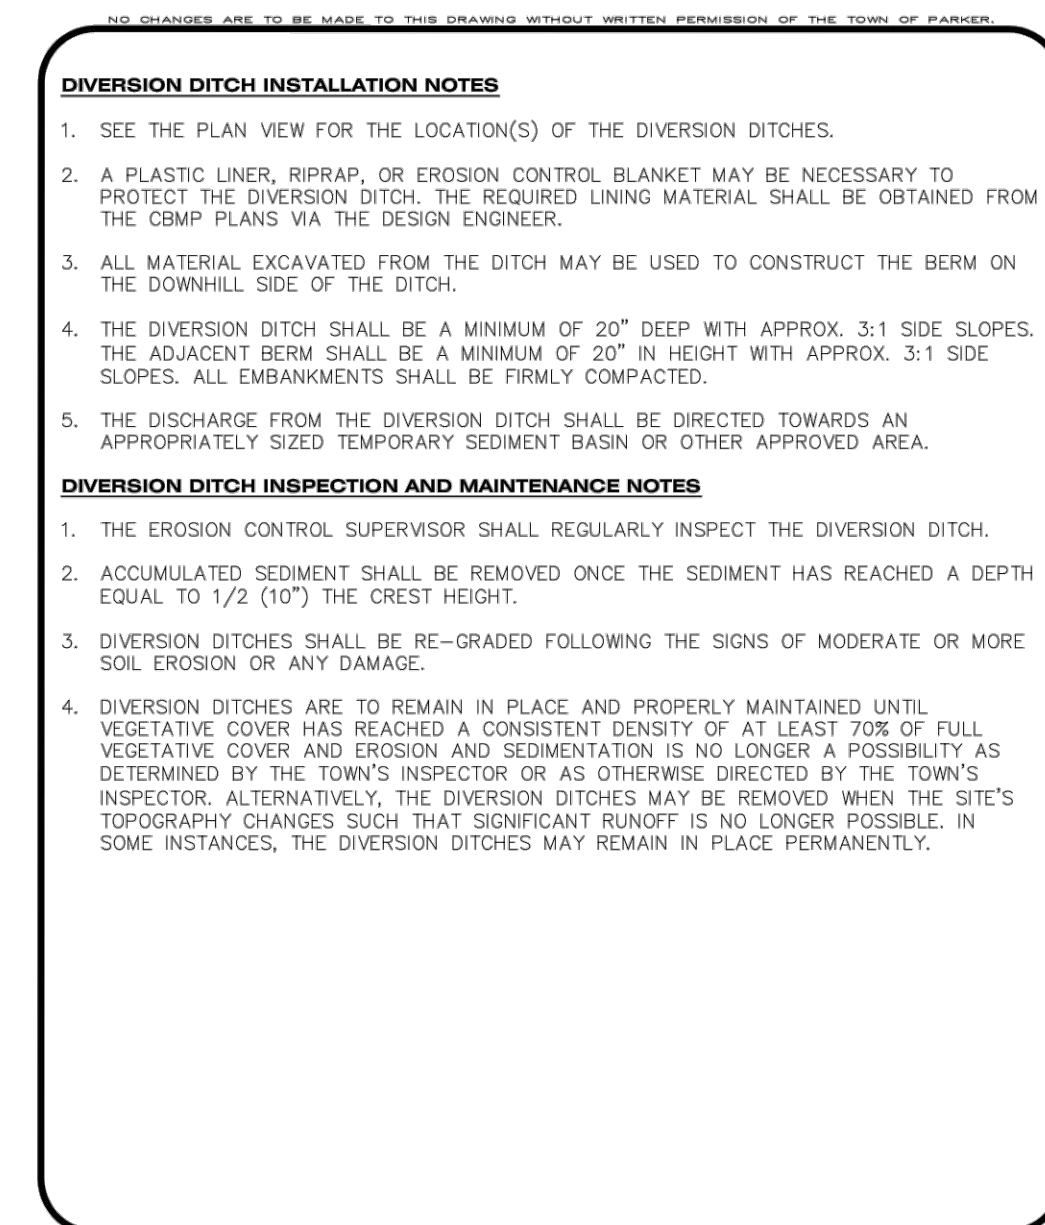 NO CHANGES ARE TO BE MADE TO THIS DRAWING WITHOUT WRITTEN PERMISSION OF THE TOWN OF PARKER.
DIVERSION DITCH INSTALLATION NOTES
1. SEE THE PLAN VIEW FOR THE LOCATION(S) OF THE DIVERSION DITCHES.
2. A PLASTIC LINER, RIPRAP, OR EROSION CONTROL BLANKET MAY BE NECESSARY TO
PROTECT THE DIVERSION DITCH. THE REQUIRED LINING MATERIAL SHALL BE OBTAINED FROM
THE CBMP PLANS VIA THE DESIGN ENGINEER.
3. ALL MATERIAL EXCAVATED FROM THE DITCH MAY BE USED TO CONSTRUCT THE BERM ON
THE DOWNHILL SIDE OF THE DITCH.
4. THE DIVERSION DITCH SHALL BE A MINIMUM OF 20" DEEP WITH APPROX. 3:1 SIDE SLOPES.
THE ADJACENT BERM SHALL BE A MINIMUM OF 20" IN HEIGHT WITH APPROX. 3:1 SIDE
SLOPES. ALL EMBANKMENTS SHALL BE FIRMLY COMPACTED.
5. THE DISCHARGE FROM THE DIVERSION DITCH SHALL BE DIRECTED TOWARDS AN
APPROPRIATELY SIZED TEMPORARY SEDIMENT BASIN OR OTHER APPROVED AREA.
DIVERSION DITCH INSPECTION AND MAINTENANCE NOTES
1. THE EROSION CONTROL SUPERVISOR SHALL REGULARLY INSPECT THE DIVERSION DITCH.
2. ACCUMULATED SEDIMENT SHALL BE REMOVED ONCE THE SEDIMENT HAS REACHED A DEPTH
EQUAL TO 1/2 (10") THE CREST HEIGHT.
3. DIVERSION DITCHES SHALL BE RE-GRADED FOLLOWING THE SIGNS OF MODERATE OR MORE
SOIL EROSION OR ANY DAMAGE.
4. DIVERSION DITCHES ARE TO REMAIN IN PLACE AND PROPERLY MAINTAINED UNTIL
VEGETATIVE COVER HAS REACHED A CONSISTENT DENSITY OF AT LEAST 70% OF FULL
VEGETATIVE COVER AND EROSION AND SEDIMENTATION IS NO LONGER A POSSIBILITY AS
DETERMINED BY THE TOWN'S INSPECTOR OR AS OTHERWISE DIRECTED BY THE TOWN'S
INSPECTOR. ALTERNATIVELY, THE DIVERSION DITCHES MAY BE REMOVED WHEN THE SITE'S
TOPOGRAPHY CHANGES SUCH THAT SIGNIFICANT RUNOFF IS NO LONGER POSSIBLE. IN
SOME INSTANCES, THE DIVERSION DITCHES MAY REMAIN IN PLACE PERMANENTLY.